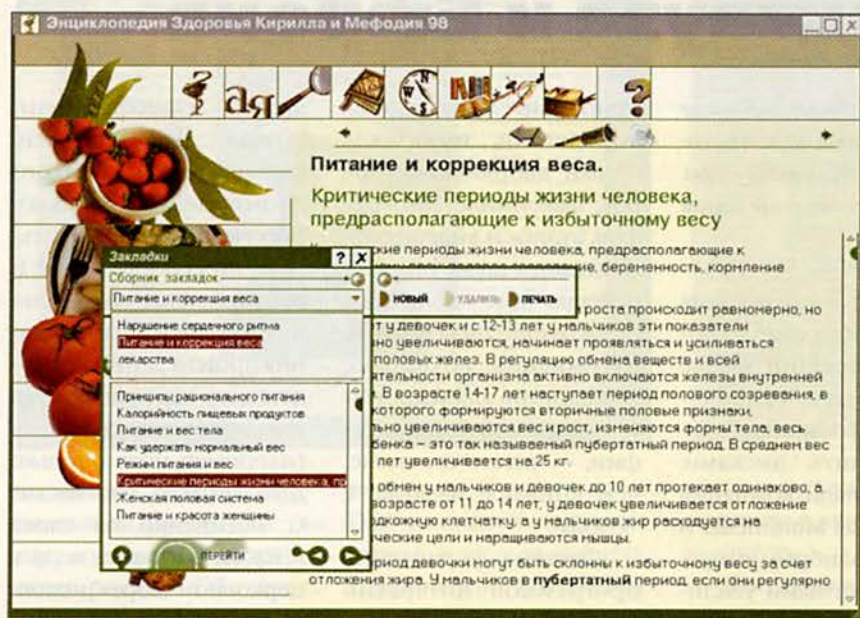 Энциклопедия Здоровья Кирилла и Мефодия 98
ая
N
W
S
?
Питание и коррекция веса.
Критические периоды жизни человека,
предрасполагающие к избыточному весу
ские периоды жизни человека, предрасполагающие к
ние, беременность, кормление
роста происходит равномерно, но
т у девочек и с 12-13 лет у мальчиков эти показатели
но увеличиваются, начинает проявляться и усиливаться
половых желез. В регуляцию обмена веществ и всей
ятельности организма активно включаются железы внутренней
. В возрасте 14-17 лет наступает период полового созревания, в
которого формируются вторичные половые признаки.
льно увеличиваются вес и рост, изменяются формы тела, весь
бенка – это так называемый пубертатный период. В среднем вес
лет увеличивается на 25 кг.
обмен у мальчиков и девочек до 10 лет протекает одинаково, а
возрасте от 11 до 14 лет, у девочек увеличивается отложение
одкожную клетчатку, а у мальчиков жир расходуется на
ческие цели и наращиваются мышцы.
риод девочки могут быть склонны к избыточному весу за счет
отложения жира. У мальчиков в пубертатный период, если они регулярно
Закладки ? X
Сборник закладок
Питание и коррекция веса
НОВЫЙ УДАЛИТЬ ПЕЧАТЬ
Нарушение сердечного ритма
Питание и коррекция веса
лекарства
Принципы рационального питания
Калорийность пищевых продуктов
Питание и вес тела
Как удержать нормальный вес
Режим питания и вес
Критические периоды жизни человека, пр
Женская половая система
Питание и красота женщины
ПЕРЕЙТИ